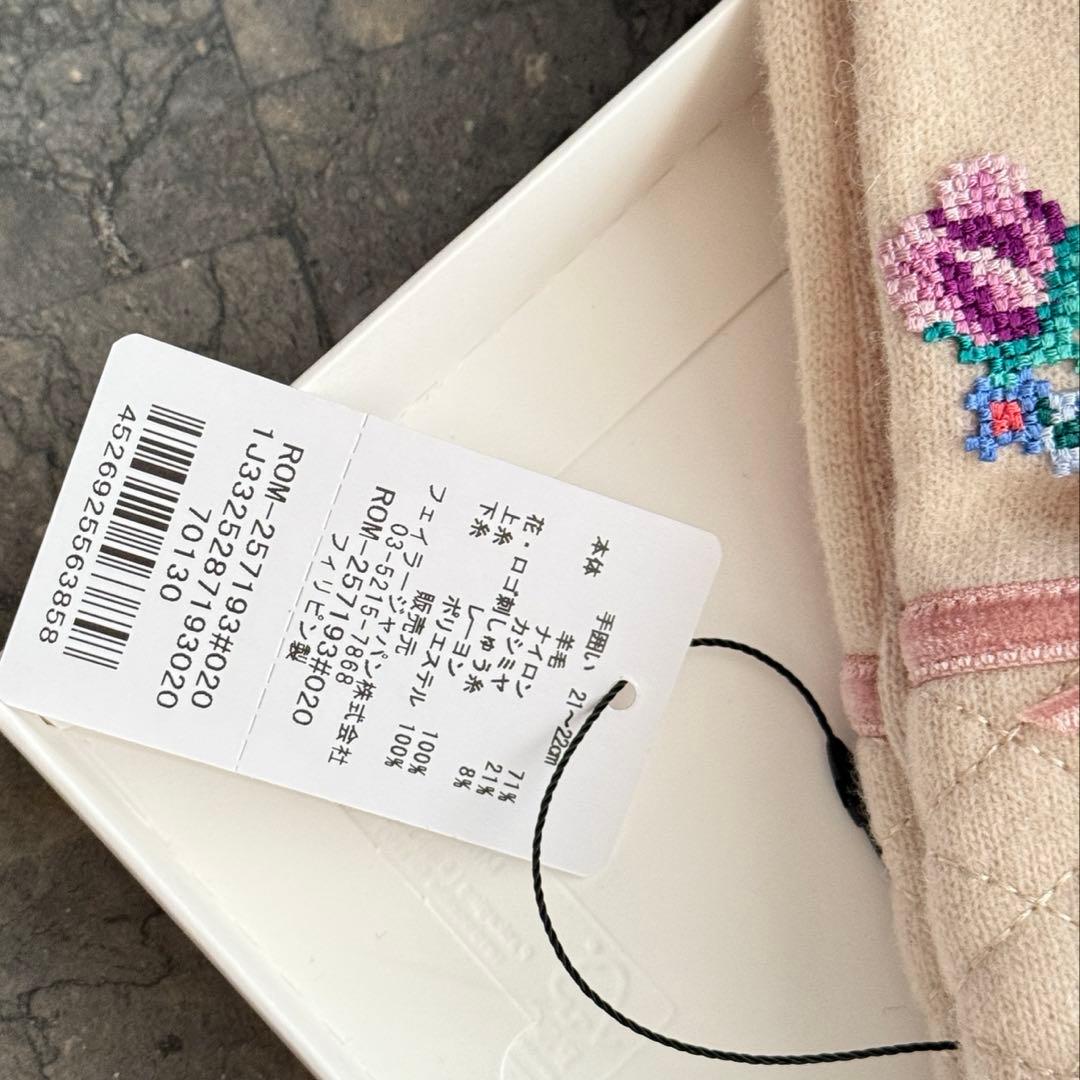 手囲い 21～22cm
本体 羊毛 71%
ナイロン 21%
カシミヤ 8%
花・ロゴ刺しゅう糸
上糸 レーヨン 100%
下糸 ポリエステル 100%
販売元
フェイラージャパン株式会社
03-5215-7868
ROM-257193#020
フィリピン製
ROM-257193#020
1J3325287193020
70130
4526925563858